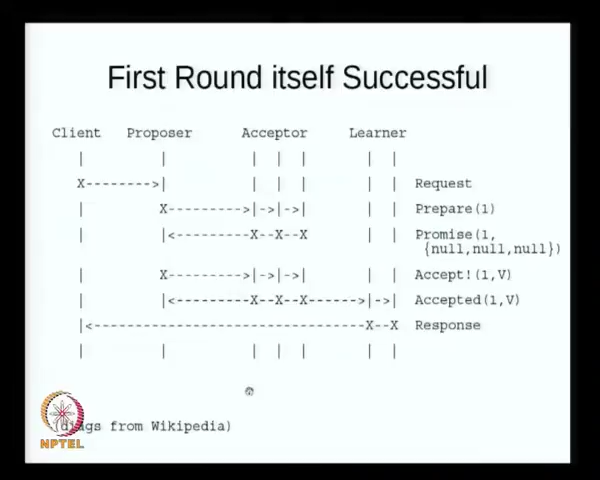 First Round itself Successful
Client Proposer Acceptor Learner
| | | | | | |
X-------->| | | | | | Request
| X--------->|->|->| | | Prepare(1)
| |<---------X--X--X | | Promise(1,
{null,null,null})
| X--------->|->|->| | | Accept!(1,V)
| |<---------X--X--X------>|->| Accepted(1,V)
|<---------------------------------X--X Response
| | | | | | |
(diags from Wikipedia)
NPTEL